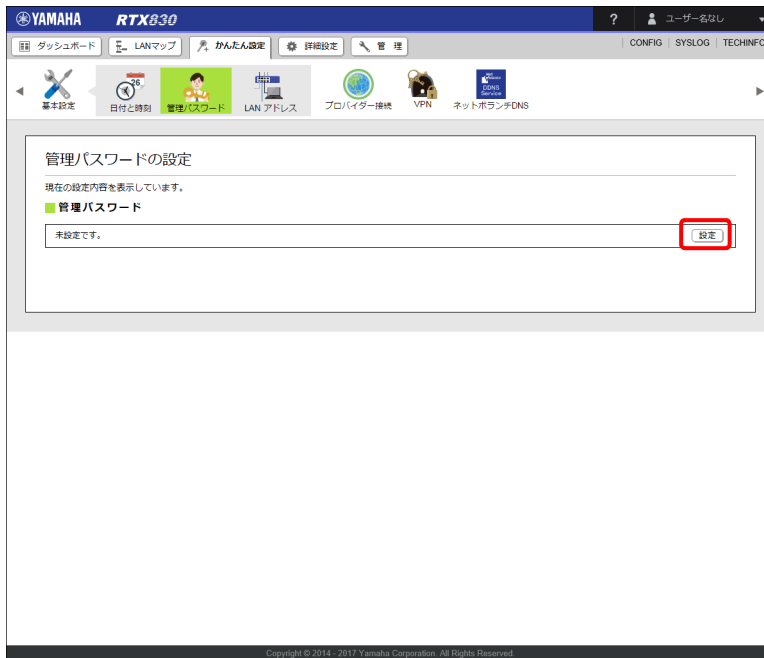 YAMAHA RTX830 ? ユーザー名なし
ダッシュボード LANマップ かんたん設定 詳細設定 管 理 CONFIG SYSLOG TECHINFO
26
DDNS
Service
基本設定 日付と時刻 管理パスワード LAN アドレス プロバイダー接続 VPN ネットボランチDNS
管理パスワードの設定
現在の設定内容を表示しています。
管理パスワード
未設定です。 設定
Copyright © 2014 - 2017 Yamaha Corporation. All Rights Reserved.